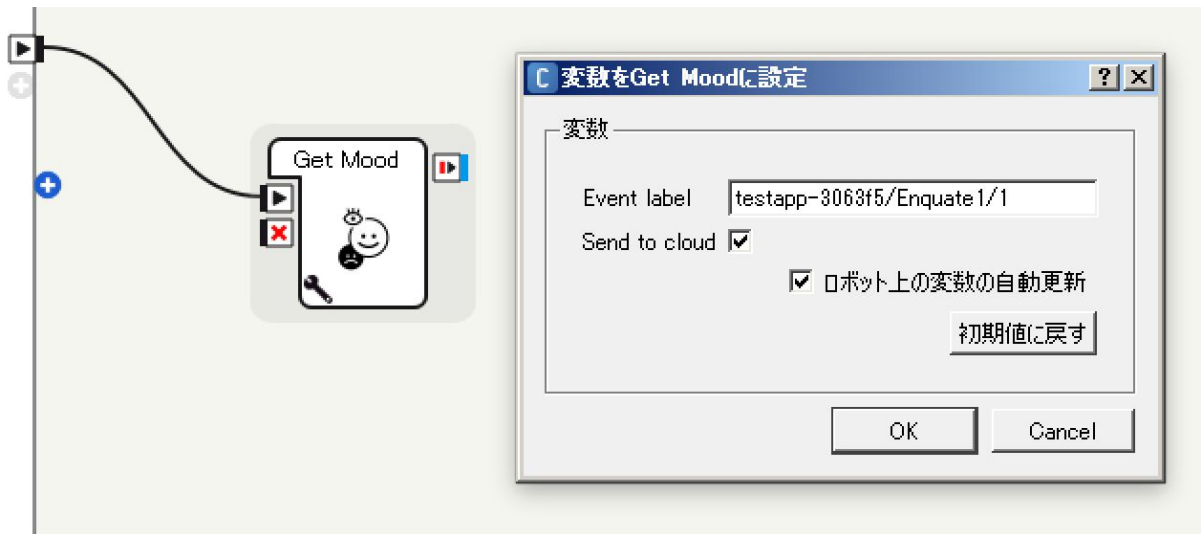 変数をGet Moodに設定
Get Mood
変数
Event label testapp-3063f5/Enquate1/1
Send to cloud
ロボット上の変数の自動更新
初期値に戻す
OK Cancel